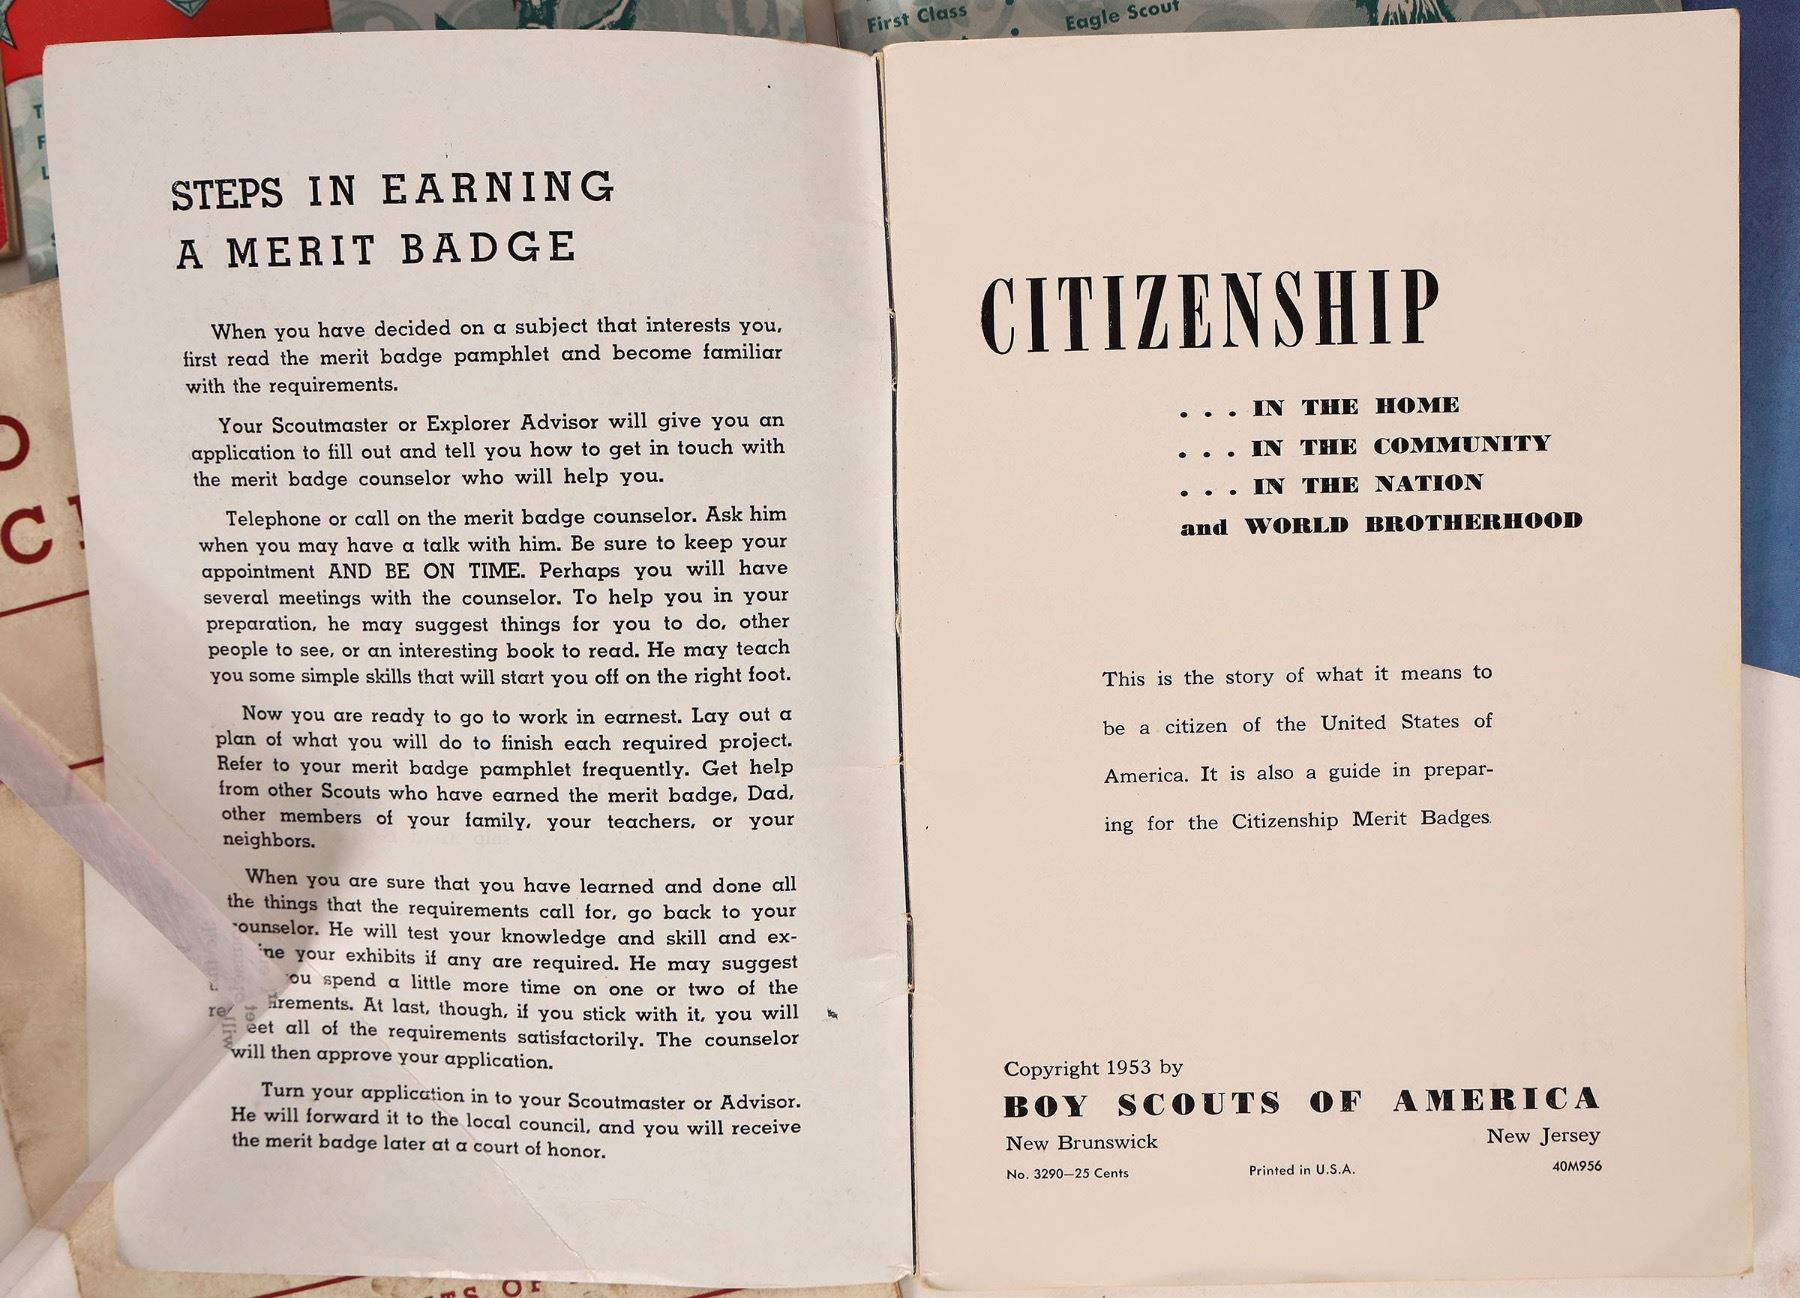 First Class
Eagle Scout
STEPS IN EARNING
A MERIT BADGE
When you have decided on a subject that interests you,
first read the merit badge pamphlet and become familiar
with the requirements.
Your Scoutmaster or Explorer Advisor will give you an
application to fill out and tell you how to get in touch with
the merit badge counselor who will help you.
Telephone or call on the merit badge counselor. Ask him
when you may have a talk with him. Be sure to keep your
appointment AND BE ON TIME. Perhaps you will have
several meetings with the counselor. To help you in your
preparation, he may suggest things for you to do, other
people to see, or an interesting book to read. He may teach
you some simple skills that will start you off on the right foot.
Now you are ready to go to work in earnest. Lay out a
plan of what you will do to finish each required project.
Refer to your merit badge pamphlet frequently. Get help
from other Scouts who have earned the merit badge, Dad,
other members of your family, your teachers, or your
neighbors.
When you are sure that you have learned and done all
the things that the requirements call for, go back to your
ounselor. He will test your knowledge and skill and ex-
ine your exhibits if any are required. He may suggest
ou spend a little more time on one or two of the
re irements. At last, though, if you stick with it, you will
eet all of the requirements satisfactorily. The counselor
will then approve your application.
Turn your application in to your Scoutmaster or Advisor.
He will forward it to the local council, and you will receive
the merit badge later at a court of honor.
CITIZENSHIP
. . . IN THE HOME
. . . IN THE COMMUNITY
. . . IN THE NATION
and WORLD BROTHERHOOD
This is the story of what it means to
be a citizen of the United States of
America. It is also a guide in prepar-
ing for the Citizenship Merit Badges.
Copyright 1953 by
BOY SCOUTS OF AMERICA
New Brunswick New Jersey
No. 3290—25 Cents Printed in U.S.A. 40M956